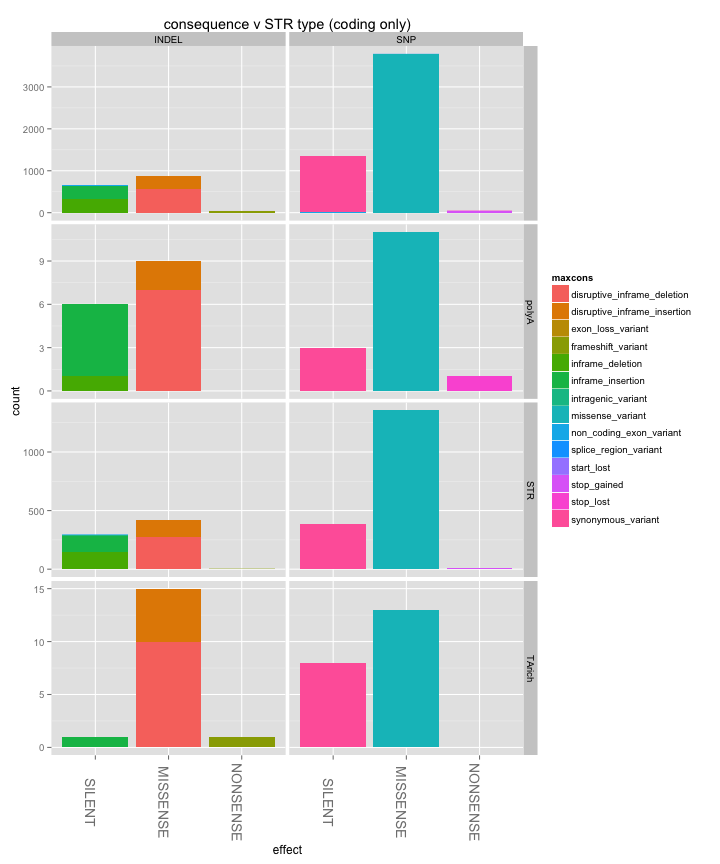 consequence v STR type (coding only)
INDEL
SNP
3000
2000
1000
0
9
6
3
0
polyA
1000
500
0
STR
15
10
5
0
TArich
count
SILENT
MISSENSE
NONSENSE
SILENT
MISSENSE
NONSENSE
effect
maxcons
disruptive_inframe_deletion
disruptive_inframe_insertion
exon_loss_variant
frameshift_variant
inframe_deletion
inframe_insertion
intragenic_variant
missense_variant
non_coding_exon_variant
splice_region_variant
start_lost
stop_gained
stop_lost
synonymous_variant